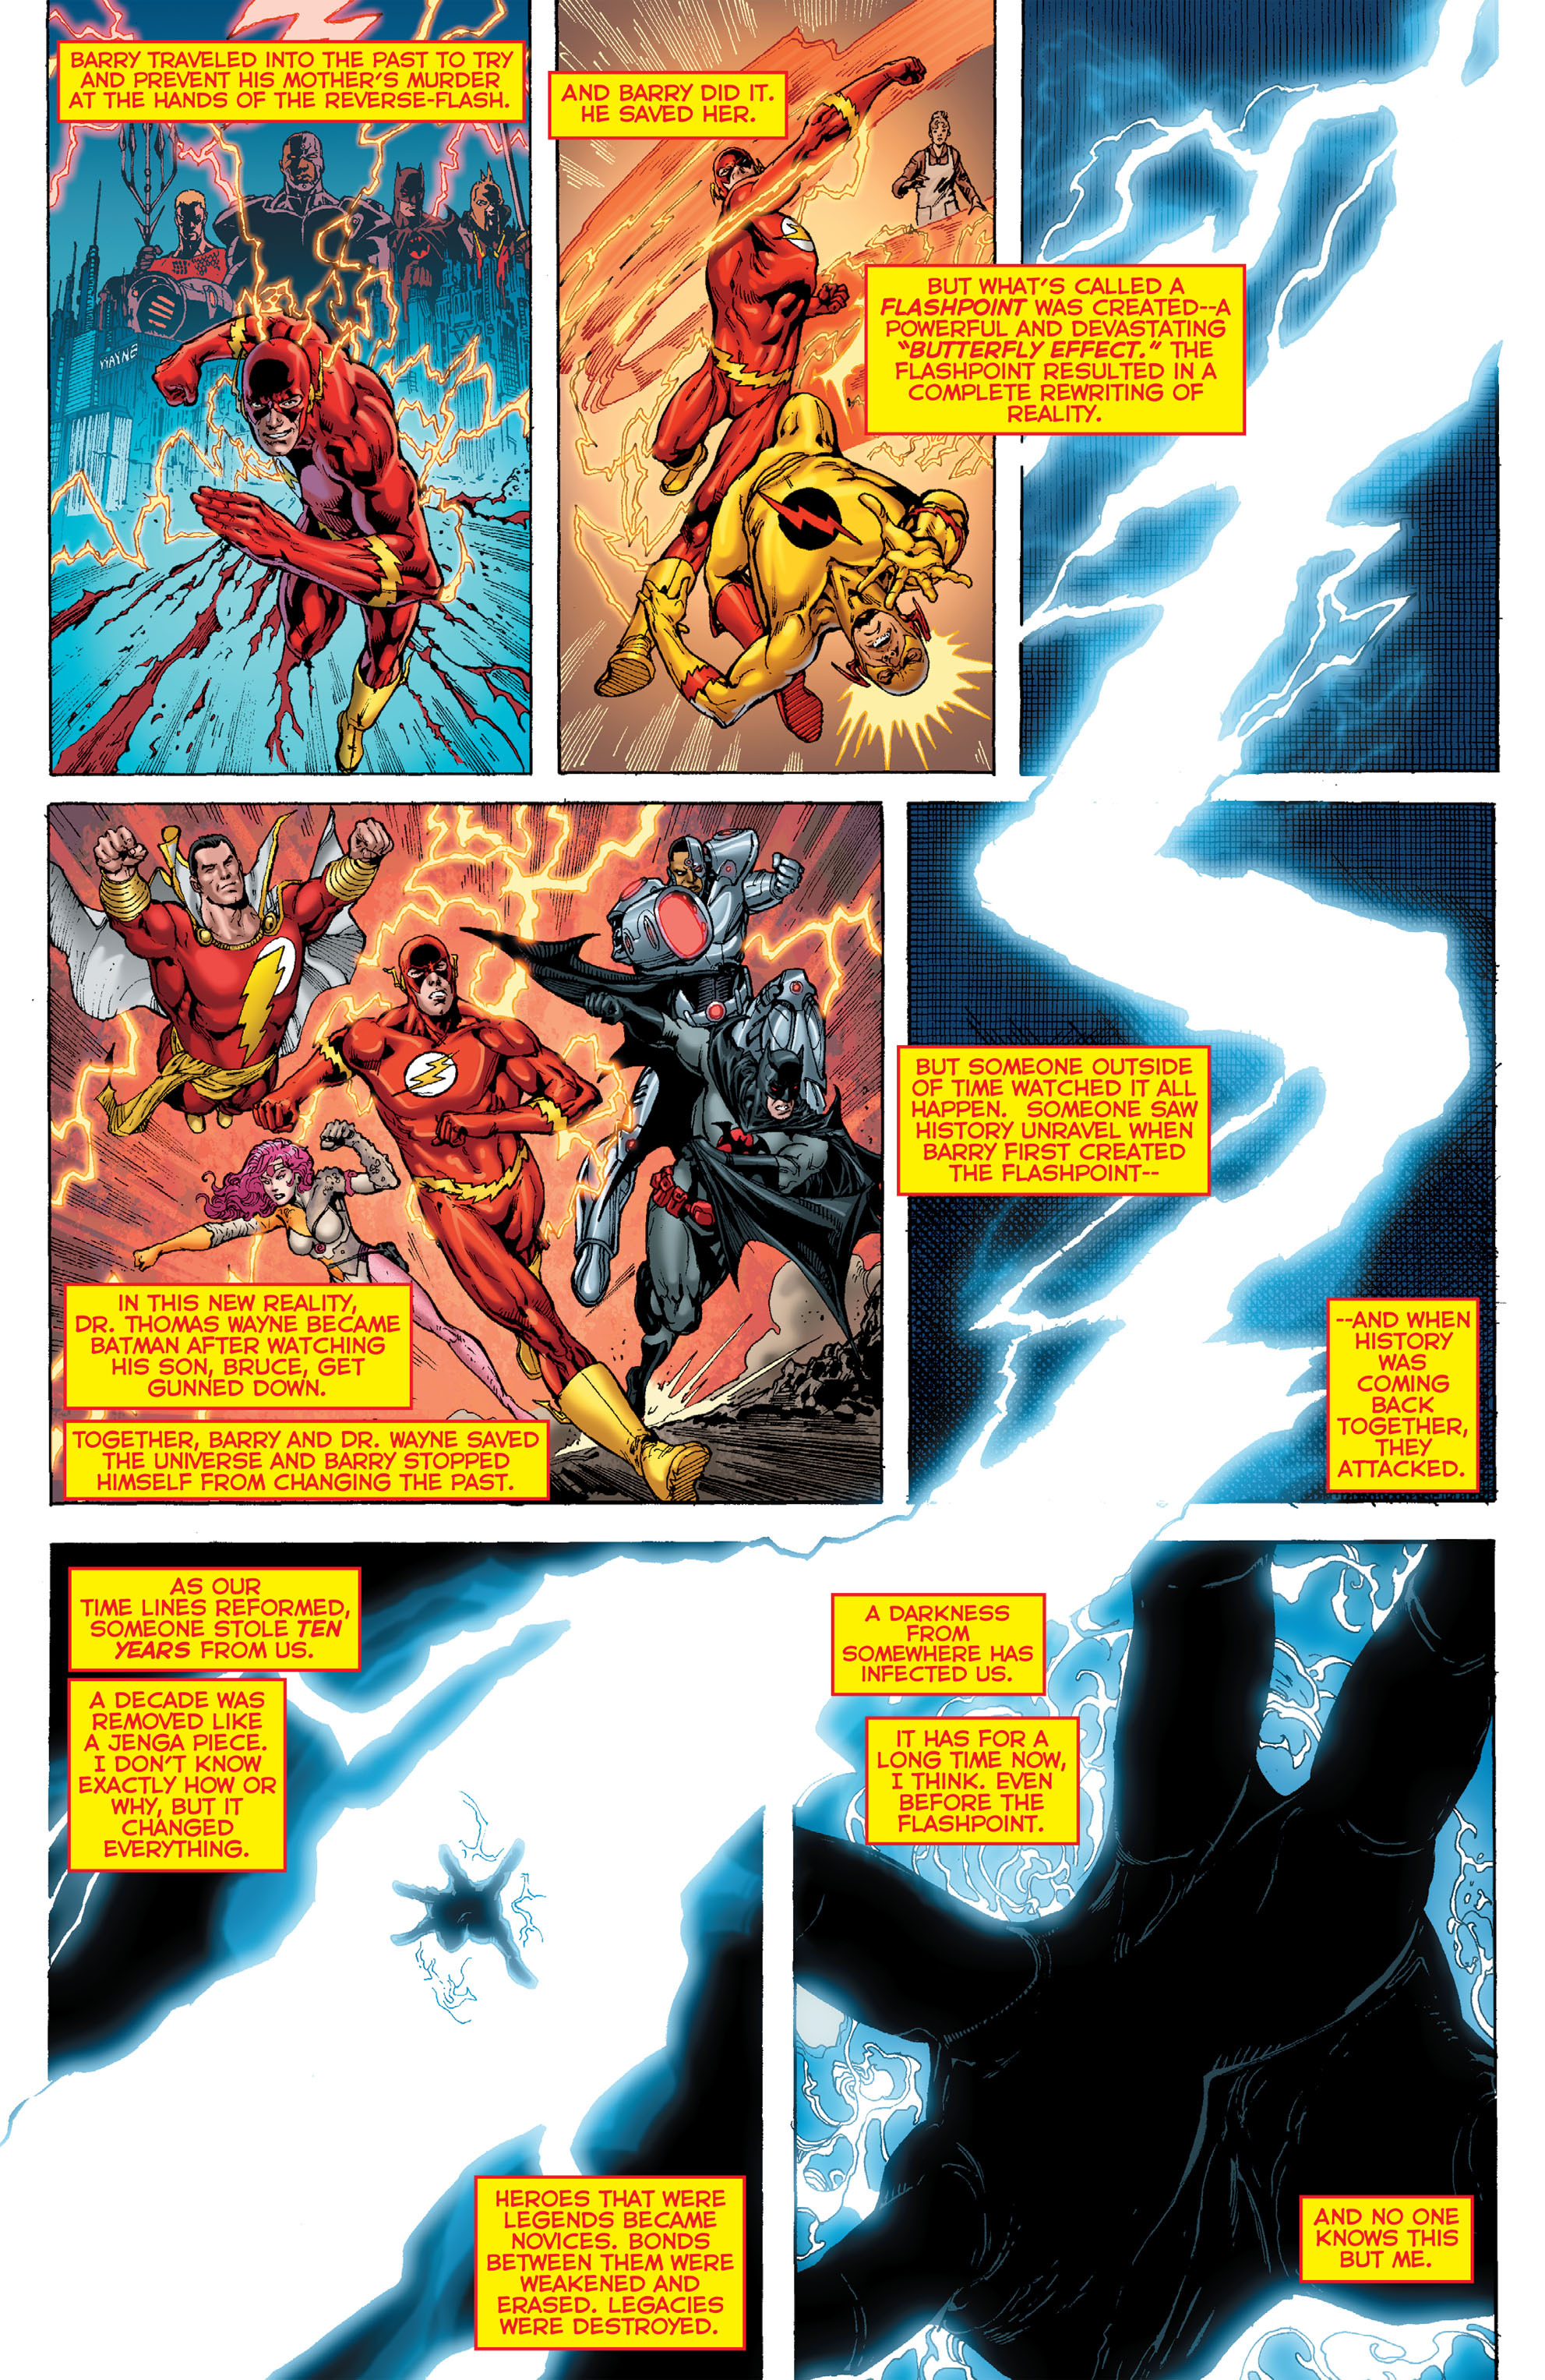 BARRY TRAVELED INTO THE PAST TO TRY
AND PREVENT HIS MOTHER'S MURDER
AT THE HANDS OF THE REVERSE-FLASH.
WAYNE
AND BARRY DID IT.
HE SAVED HER.
BUT WHAT'S CALLED A
FLASHPOINT WAS CREATED--A
POWERFUL AND DEVASTATING
"BUTTERFLY EFFECT." THE
FLASHPOINT RESULTED IN A
COMPLETE REWRITING OF
REALITY.
IN THIS NEW REALITY,
DR. THOMAS WAYNE BECAME
BATMAN AFTER WATCHING
HIS SON, BRUCE, GET
GUNNED DOWN.
TOGETHER, BARRY AND DR. WAYNE SAVED
THE UNIVERSE AND BARRY STOPPED
HIMSELF FROM CHANGING THE PAST.
BUT SOMEONE OUTSIDE
OF TIME WATCHED IT ALL
HAPPEN. SOMEONE SAW
HISTORY UNRAVEL WHEN
BARRY FIRST CREATED
THE FLASHPOINT--
--AND WHEN
HISTORY
WAS
COMING
BACK
TOGETHER,
THEY
ATTACKED.
AS OUR
TIME LINES REFORMED,
SOMEONE STOLE TEN
YEARS FROM US.
A DECADE WAS
REMOVED LIKE
A JENGA PIECE.
I DON'T KNOW
EXACTLY HOW OR
WHY, BUT IT
CHANGED
EVERYTHING.
HEROES THAT WERE
LEGENDS BECAME
NOVICES. BONDS
BETWEEN THEM WERE
WEAKENED AND
ERASED. LEGACIES
WERE DESTROYED.
A DARKNESS
FROM
SOMEWHERE HAS
INFECTED US.
IT HAS FOR A
LONG TIME NOW,
I THINK. EVEN
BEFORE THE
FLASHPOINT.
AND NO ONE
KNOWS THIS
BUT ME.